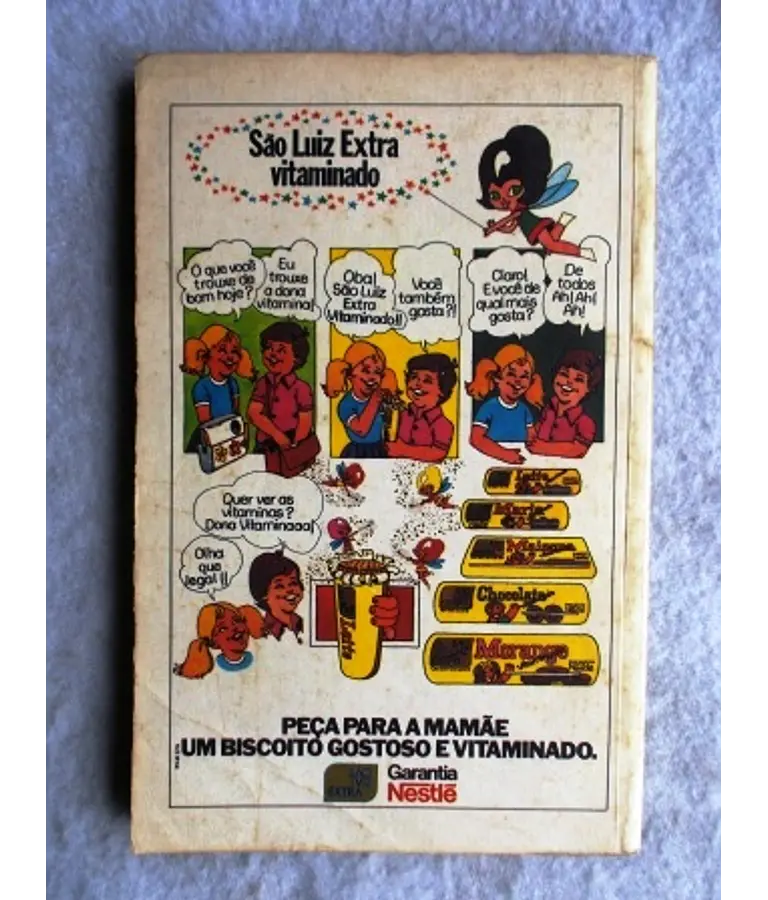 São Luiz Extra
vitaminado
O que você
trouxe de
bom hoje?
Eu
trouxe
a dona
vitamina!
Oba!
São Luiz
Extra
Vitaminado!!
Você
também
gosta?!
Claro!
E você de
qual mais
gosta?
De
todos
Ah! Ah!
Ah!
Quer ver as
vitaminas?
Dona Vitaminaaa!
Olha
que
legal!!
Leite
Leite
Maria
Maizena
Chocolate
Morango
PEÇA PARA A MAMÃE
UM BISCOITO GOSTOSO E VITAMINADO.
EXTRA
Garantia
Nestlé